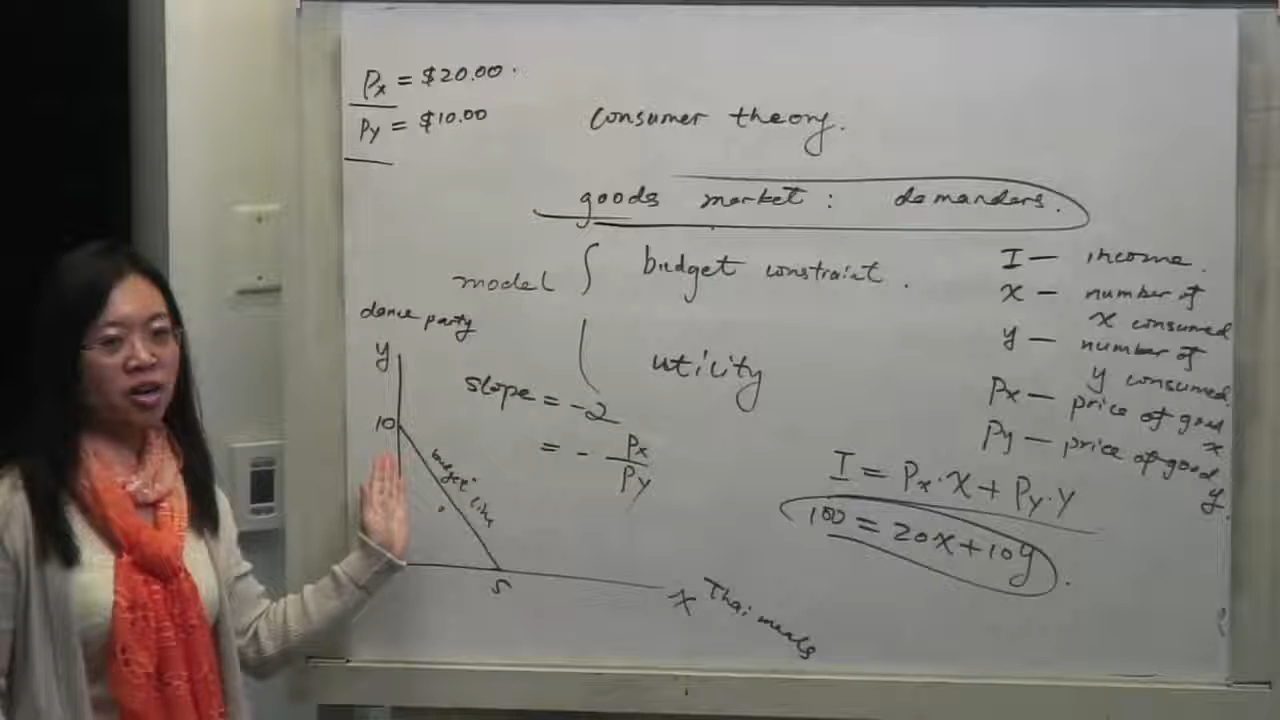 Px = $20.00
Py = $10.00
consumer theory.
goods market: demanders.
model
budget constraint.
utility
dance party
y
10
budget line
5
x Thai meals
slope = -2
= - Px/Py
I — income.
x — number of
x consumed
y — number of
y consumed.
Px — price of good
x
Py — price of good
y.
I = Px·x + Py·y
100 = 20x + 10y.